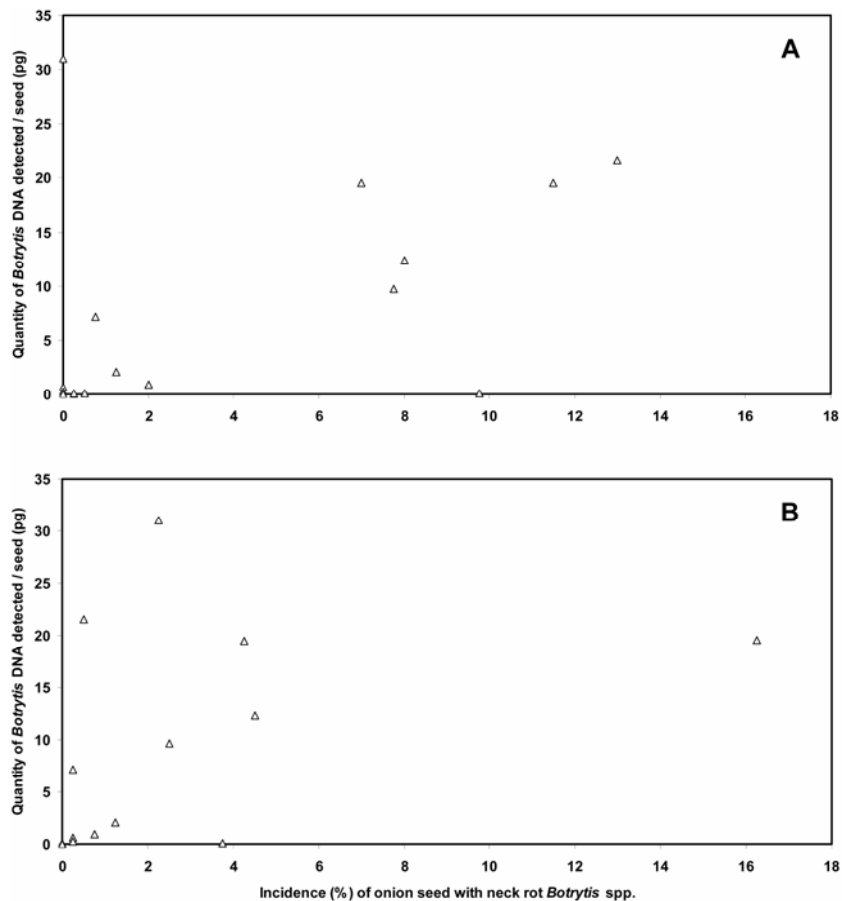 35
30
25
20
15
10
5
0
Quantity of Botrytis DNA detected / seed (pg)
A
0 2 4 6 8 10 12 14 16 18
35
30
25
20
15
10
5
0
Quantity of Botrytis DNA detected / seed (pg)
B
0 2 4 6 8 10 12 14 16 18
Incidence (%) of onion seed with neck rot Botrytis spp.